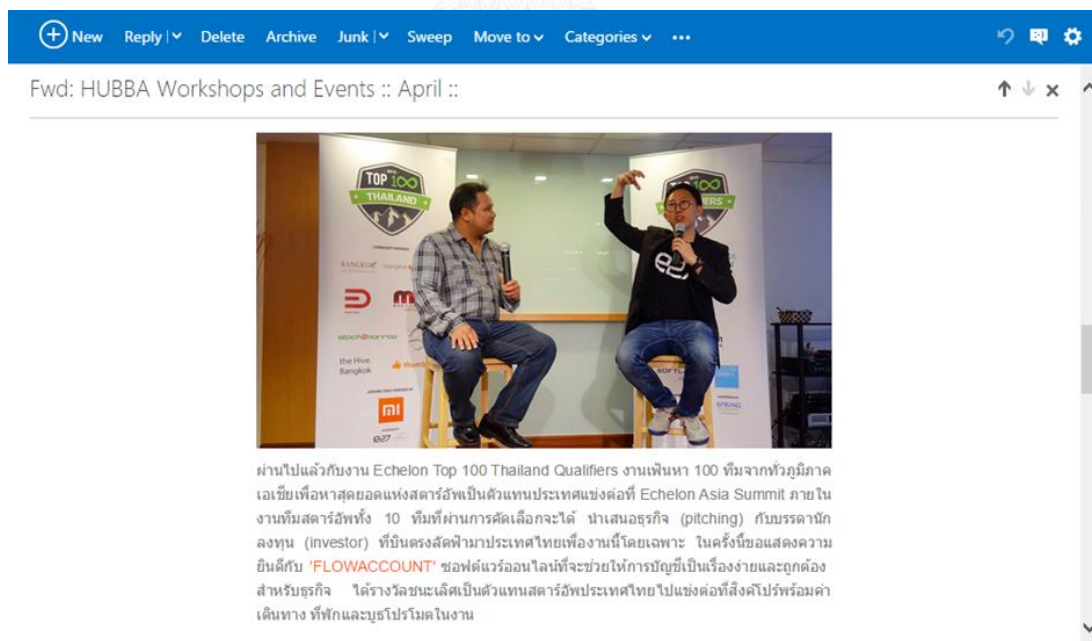 New Reply Delete Archive Junk Sweep Move to Categories
Fwd: HUBBA Workshops and Events :: April ::
TOP 100
THAILAND
the Hive.
Bangkok
mi
e27
ผ่านไปแล้วกับงาน Echelon Top 100 Thailand Qualifiers งานเฟ้นหา 100 ทีมจากทั่วภูมิภาค
เอเชียเพื่อหาสุดยอดแห่งสตาร์อัพเป็นตัวแทนประเทศแข่งต่อที่ Echelon Asia Summit ภายใน
งานทีมสตาร์อัพทั้ง 10 ทีมที่ผ่านการคัดเลือกจะได้ นำเสนอธุรกิจ (pitching) กับบรรดานัก
ลงทุน (investor) ที่บินตรงลัดฟ้ามาประเทศไทยเพื่องานนี้โดยเฉพาะ ในครั้งนี้ขอแสดงความ
ยินดีกับ 'FLOWACCOUNT' ซอฟต์แวร์ออนไลน์ที่จะช่วยให้การบัญชีเป็นเรื่องง่ายและถูกต้อง
สำหรับธุรกิจ ได้รางวัลชนะเลิศเป็นตัวแทนสตาร์อัพประเทศไทยไปแข่งต่อที่สิงค์โปร์พร้อมค่า
เดินทาง ที่พักและบูธโปรโมตในงาน